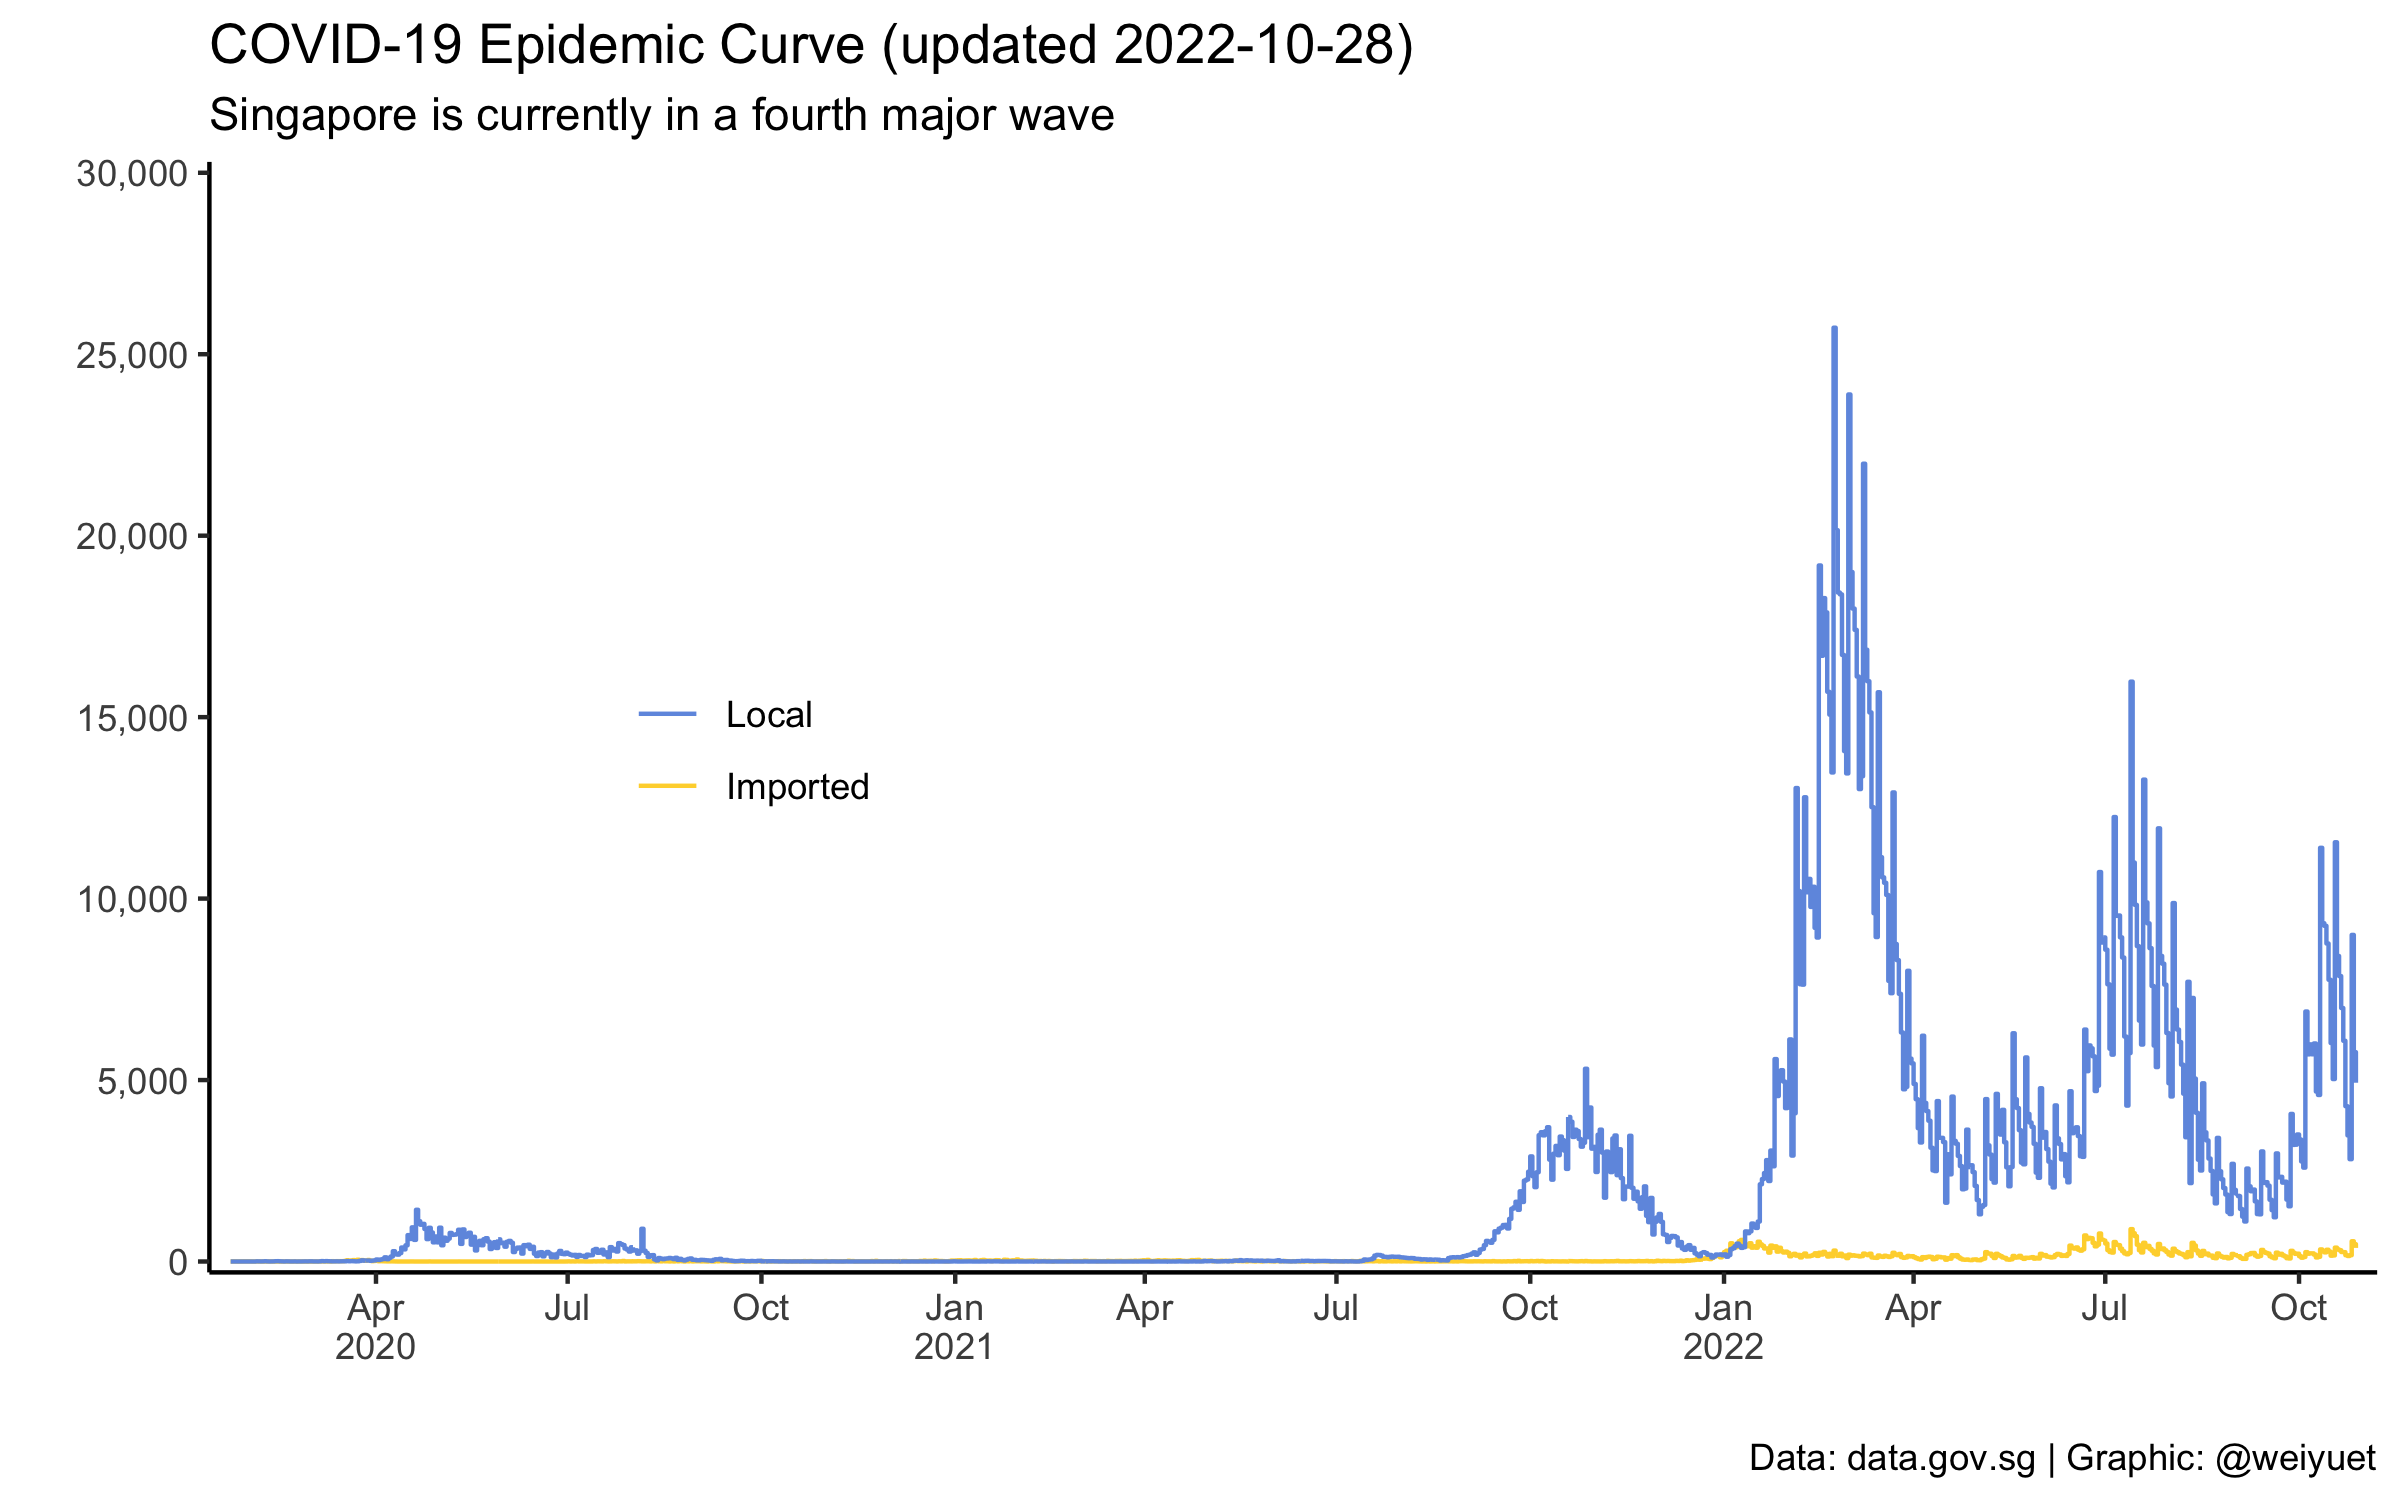 COVID-19 Epidemic Curve (updated 2022-10-28)
Singapore is currently in a fourth major wave
30,000
25,000
20,000
15,000
10,000
5,000
0
Local
Imported
Apr Jul Oct Jan Apr Jul Oct Jan Apr Jul Oct
2020 2021 2022
Data: data.gov.sg | Graphic: @weiyuet